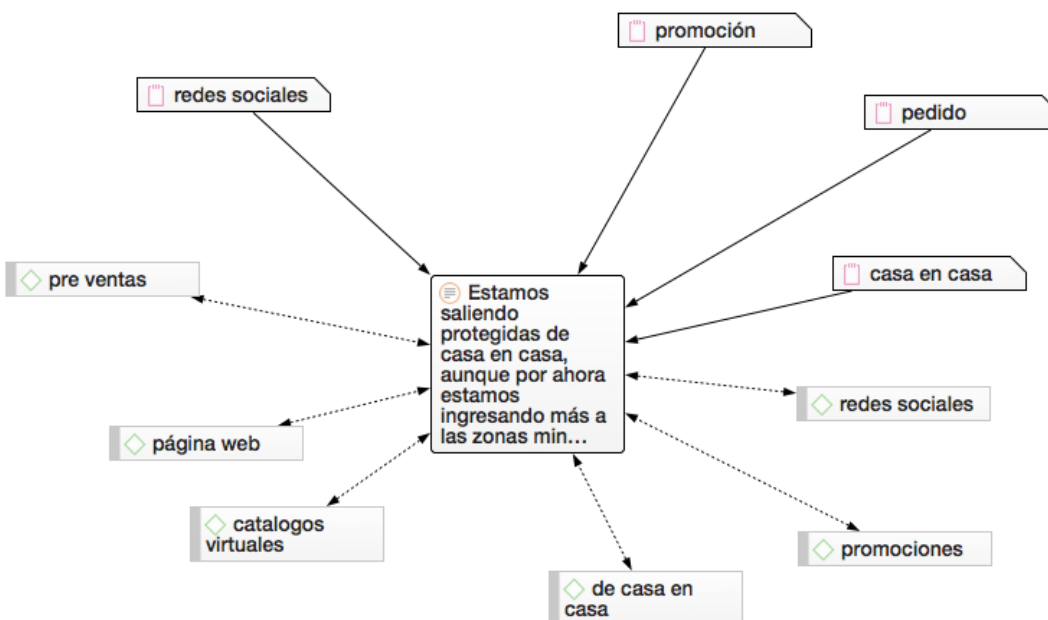 promoción
redes sociales
pedido
casa en casa
pre ventas
Estamos
saliendo
protegidas de
casa en casa,
aunque por ahora
estamos
ingresando más a
las zonas min...
redes sociales
página web
catalogos
virtuales
promociones
de casa en
casa